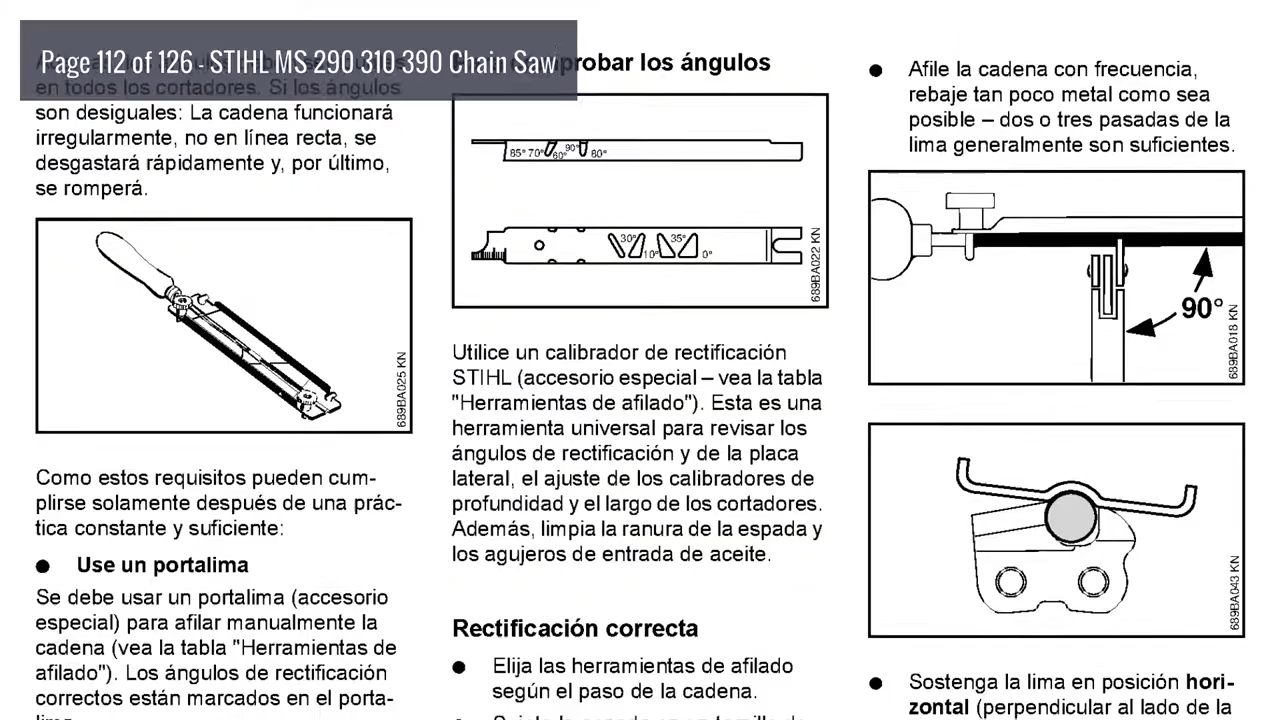 Page 112 of 126 - STIHL MS 290 310 390 Chain Saw
en todos los cortadores. Si los ángulos
son desiguales: La cadena funcionará
irregularmente, no en línea recta, se
desgastará rápidamente y, por último,
se romperá.
689BA025 KN
Como estos requisitos pueden cum-
plirse solamente después de una prác-
tica constante y suficiente:
● Use un portalima
Se debe usar un portalima (accesorio
especial) para afilar manualmente la
cadena (vea la tabla "Herramientas de
afilado"). Los ángulos de rectificación
correctos están marcados en el porta-
probar los ángulos
85° 70° 60° 90° 80°
30° 10° 35° 0°
689BA022 KN
Utilice un calibrador de rectificación
STIHL (accesorio especial – vea la tabla
"Herramientas de afilado"). Esta es una
herramienta universal para revisar los
ángulos de rectificación y de la placa
lateral, el ajuste de los calibradores de
profundidad y el largo de los cortadores.
Además, limpia la ranura de la espada y
los agujeros de entrada de aceite.
Rectificación correcta
● Elija las herramientas de afilado
según el paso de la cadena.
● Afile la cadena con frecuencia,
rebaje tan poco metal como sea
posible – dos o tres pasadas de la
lima generalmente son suficientes.
90°
689BA018 KN
689BA043 KN
● Sostenga la lima en posición hori-
zontal (perpendicular al lado de la